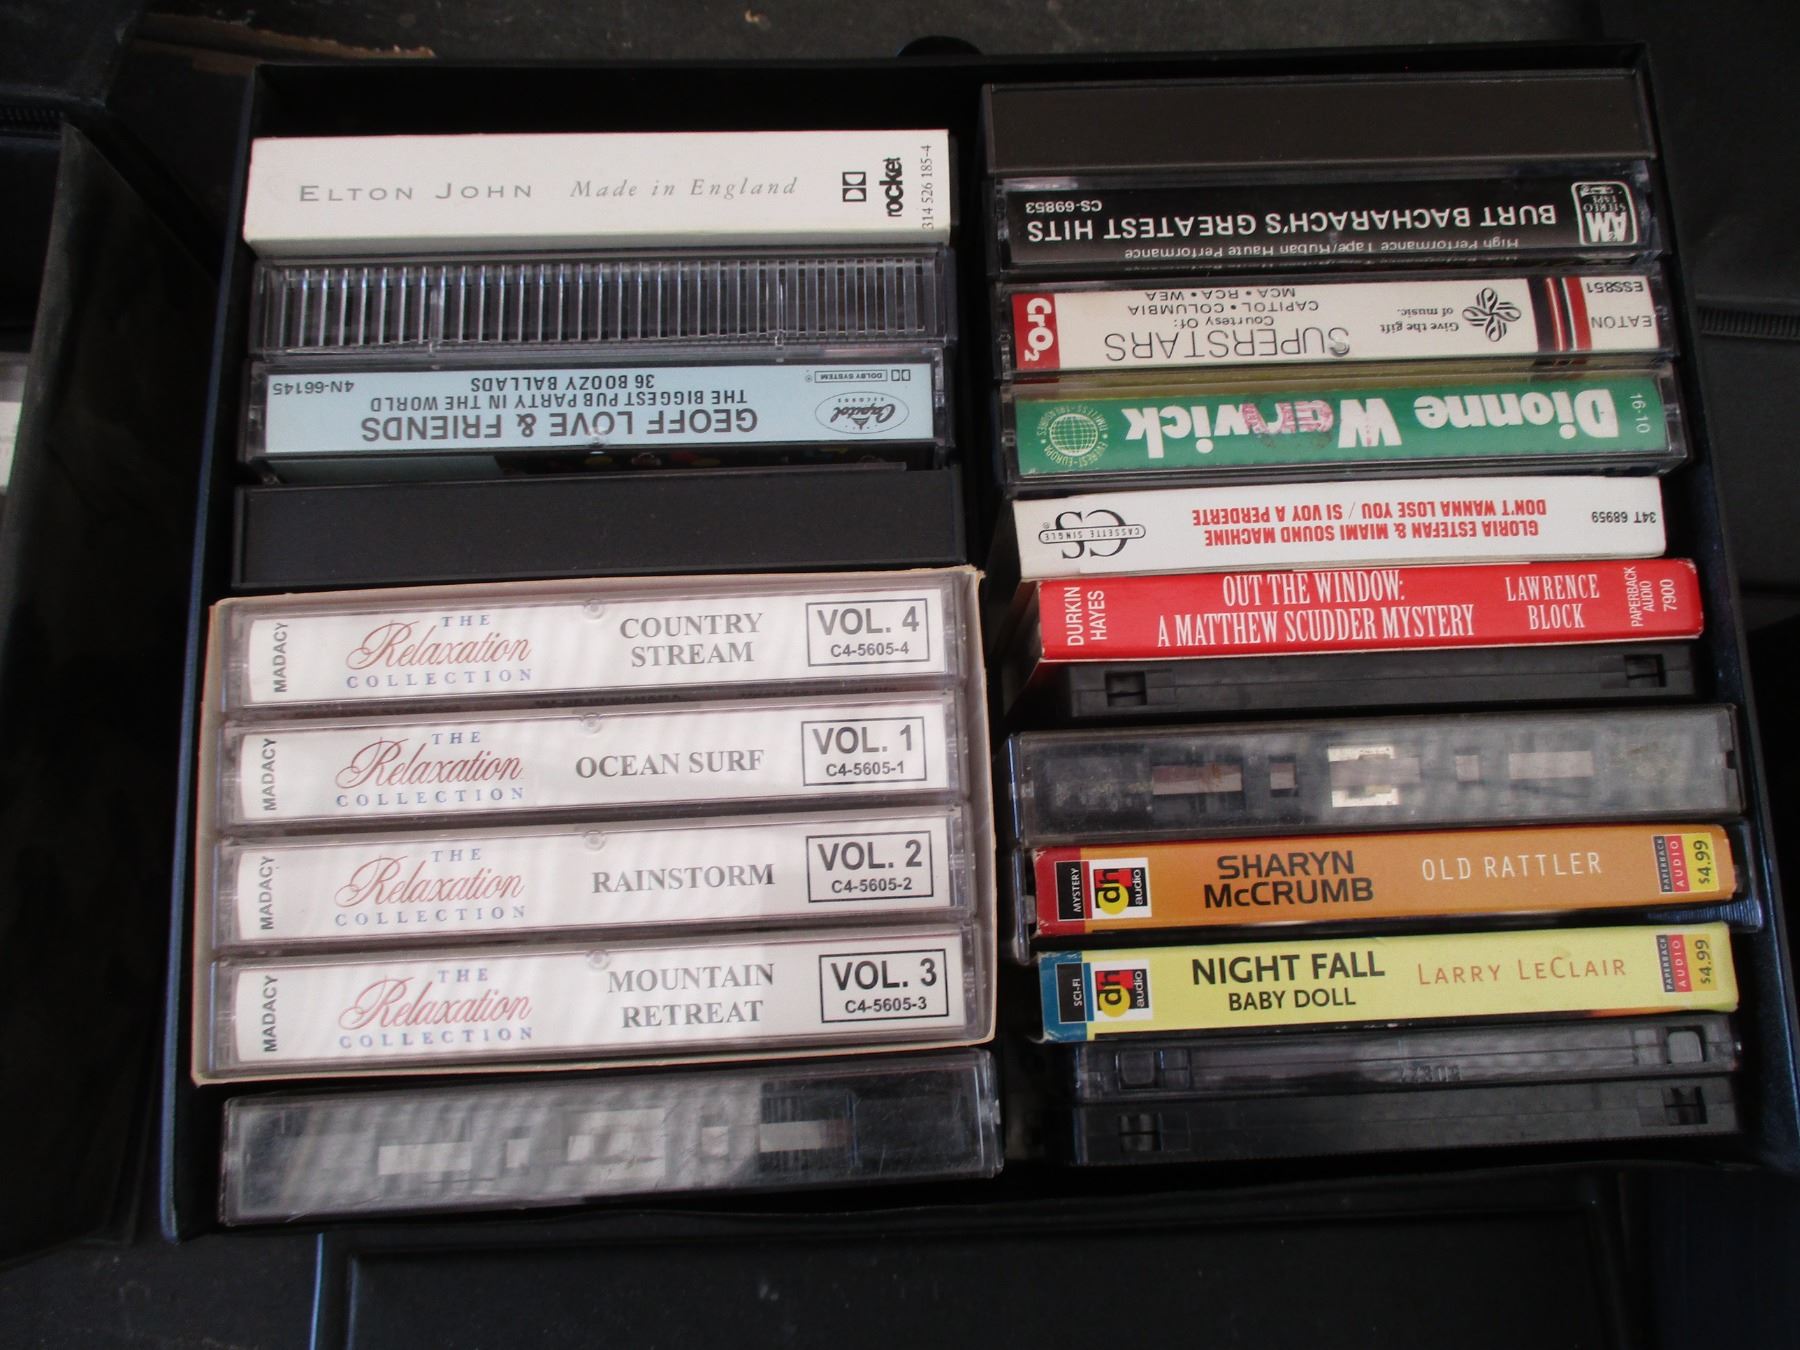 ELTON JOHN Made in England
rocket
314 526 185-4
GEOFF LOVE & FRIENDS
THE BIGGEST PUB PARTY IN THE WORLD
36 BOOZY BALLADS
4N-66145
Capitol
RECORDS
DOLBY SYSTEM ®
MADACY
THE
Relaxation
COLLECTION
COUNTRY
STREAM
VOL. 4
C4-5605-4
MADACY
THE
Relaxation
COLLECTION
OCEAN SURF
VOL. 1
C4-5605-1
MADACY
THE
Relaxation
COLLECTION
RAINSTORM
VOL. 2
C4-5605-2
MADACY
THE
Relaxation
COLLECTION
MOUNTAIN
RETREAT
VOL. 3
C4-5605-3
AM
STEREO
TAPE
High Performance Tape/Ruban Haute Performance
BURT BACHARACH'S GREATEST HITS
CS-69853
EATON
ESS851
Give the gift
of music.
SUPERSTARS
Courtesy Of:
CAPITOL • COLUMBIA
MCA • RCA • WEA
CrO2
16-10
Dionne Warwick
34T 68959
GLORIA ESTEFAN & MIAMI SOUND MACHINE
DON'T WANNA LOSE YOU / SI VOY A PERDERTE
CS
CASSETTE SINGLE
®
DURKIN
HAYES
OUT THE WINDOW:
A MATTHEW SCUDDER MYSTERY
LAWRENCE
BLOCK
PAPERBACK
AUDIO
7900
MYSTERY
dh
audio
SHARYN
McCRUMB
OLD RATTLER
PAPERBACK
AUDIO
$4.99
SCI-FI
dh
audio
NIGHT FALL
BABY DOLL
LARRY LECLAIR
PAPERBACK
AUDIO
$4.99